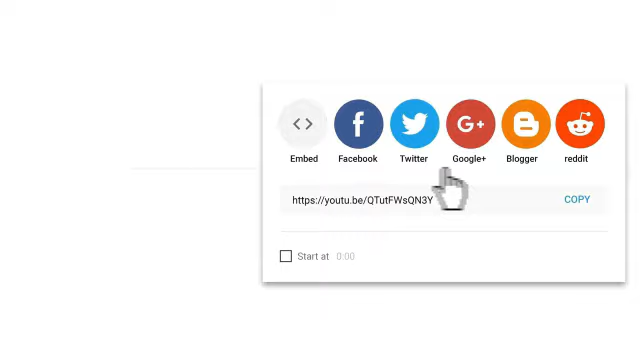 Embed Facebook Twitter Google+ Blogger reddit
https://youtu.be/QTutFWsQN3Y COPY
Start at 0:00